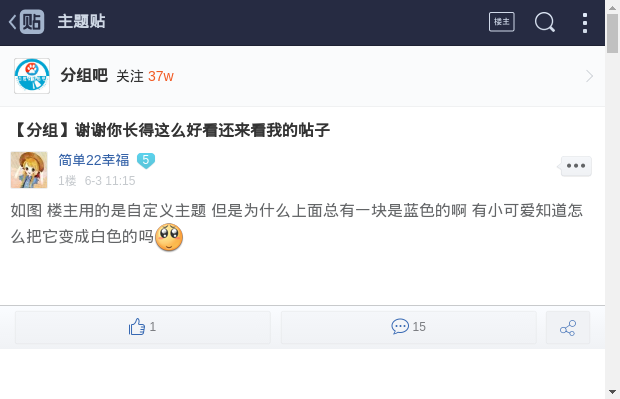 贴 主题贴 楼主
分组吧 关注 37w
【分组】谢谢你长得这么好看还来看我的帖子
简单22幸福 5
1楼 6-3 11:15
如图 楼主用的是自定义主题 但是为什么上面总有一块是蓝色的啊 有小可爱知道怎
么把它变成白色的吗
1 15